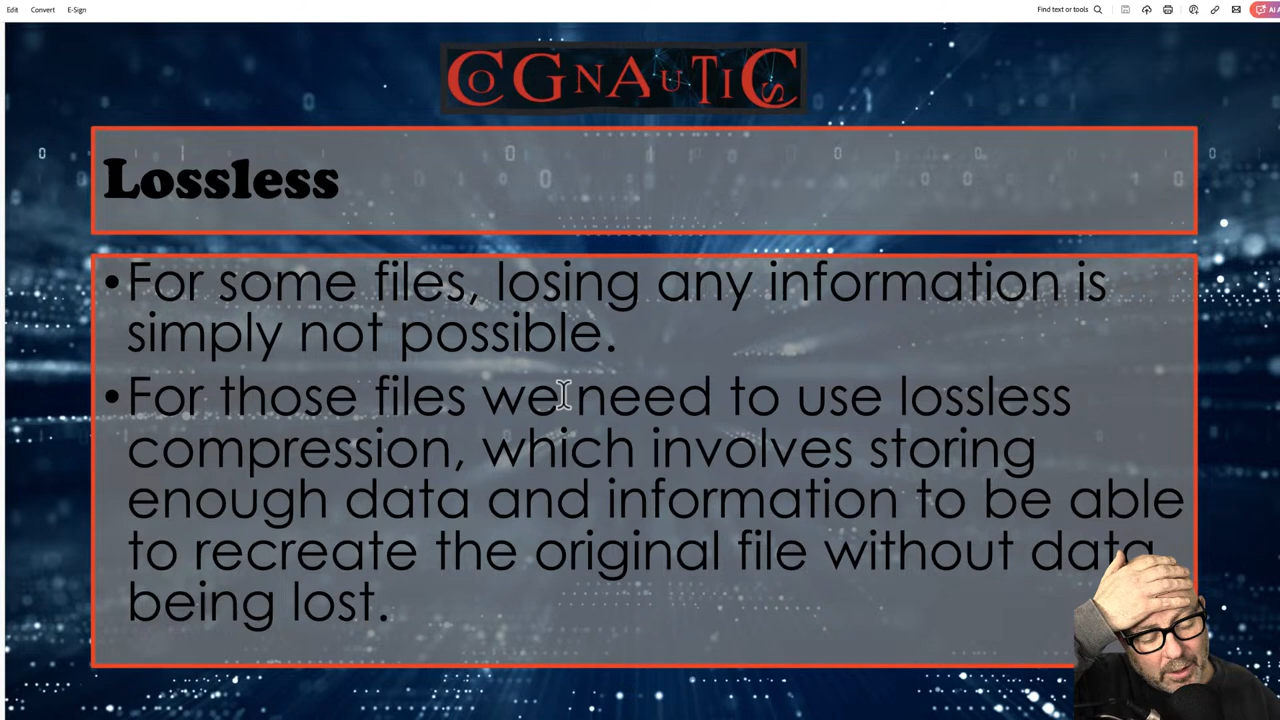 Edit Convert E-Sign Find text or tools AI A
COGNAUTICS
Lossless
•For some files, losing any information is
simply not possible.
•For those files we need to use lossless
compression, which involves storing
enough data and information to be able
to recreate the original file without data
being lost.